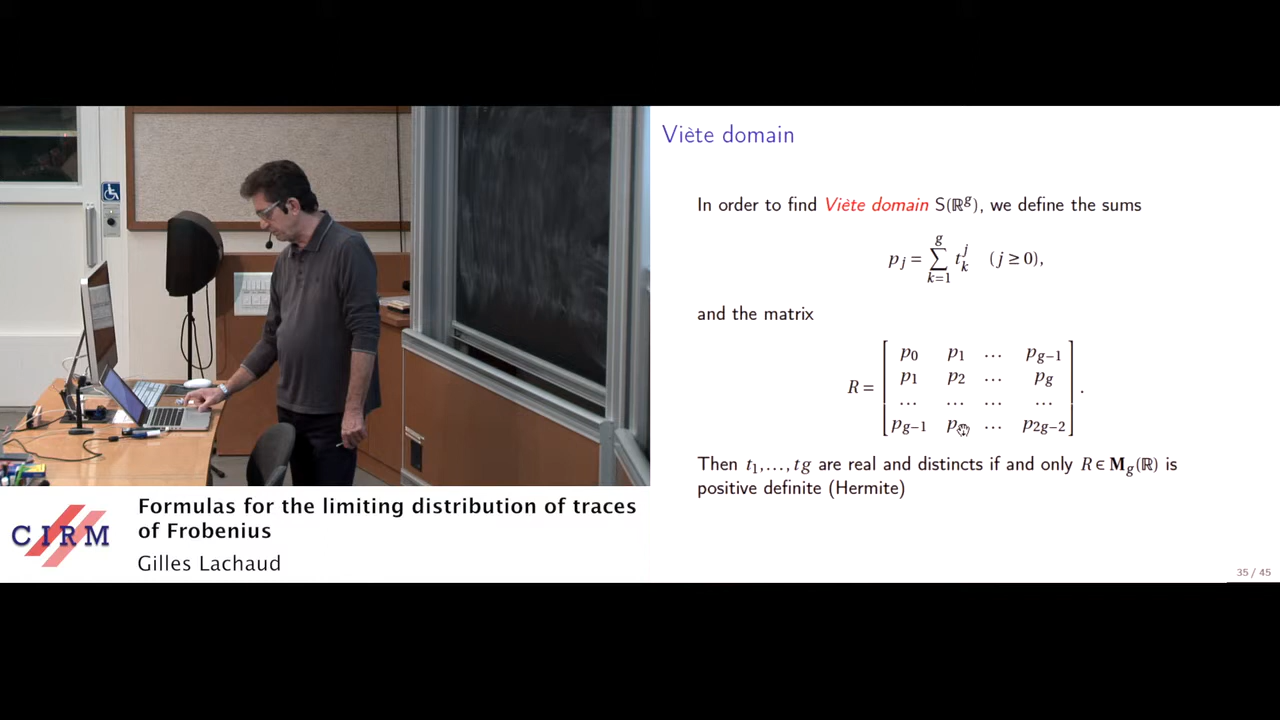 Viète domain
In order to find Viète domain S(ℝ^g), we define the sums
p_j = ∑_{k=1}^{g} t_k^j (j ≥ 0),
and the matrix
R = [ p_0 p_1 ⋯ p_{g−1}
p_1 p_2 ⋯ p_g
⋯ ⋯ ⋯ ⋯
p_{g−1} p_g ⋯ p_{2g−2} ] .
Then t_1,…,tg are real and distincts if and only R ∈ M_g(ℝ) is
positive definite (Hermite)
35 / 45
CIRM
Formulas for the limiting distribution of traces
of Frobenius
Gilles Lachaud